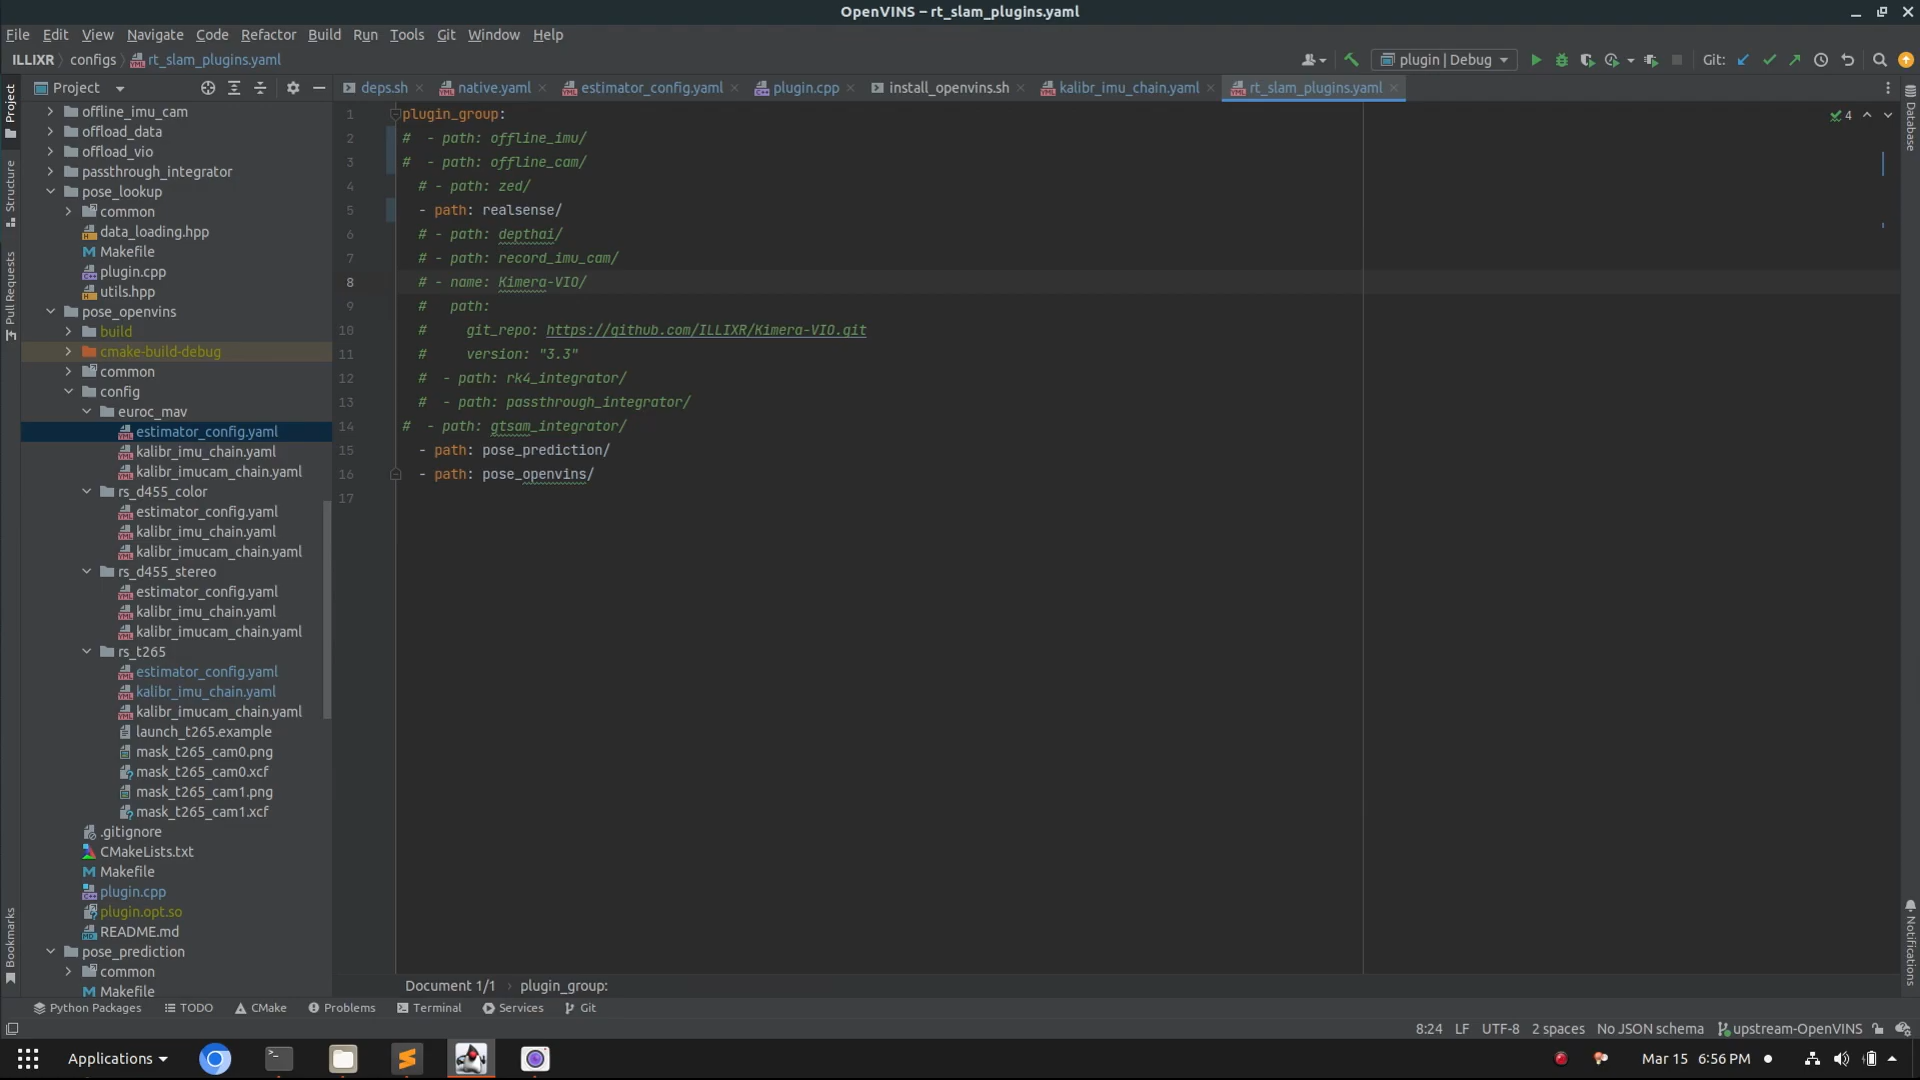 OpenVINS – rt_slam_plugins.yaml
File Edit View Navigate Code Refactor Build Run Tools Git Window Help
ILLIXR configs rt_slam_plugins.yaml
plugin | Debug
Git:
Project
deps.sh native.yaml estimator_config.yaml plugin.cpp install_openvins.sh kalibr_imu_chain.yaml rt_slam_plugins.yaml
Project
Structure
Pull Requests
Bookmarks
offline_imu_cam
offload_data
offload_vio
passthrough_integrator
pose_lookup
common
data_loading.hpp
Makefile
plugin.cpp
utils.hpp
pose_openvins
build
cmake-build-debug
common
config
euroc_mav
estimator_config.yaml
kalibr_imu_chain.yaml
kalibr_imucam_chain.yaml
rs_d455_color
estimator_config.yaml
kalibr_imu_chain.yaml
kalibr_imucam_chain.yaml
rs_d455_stereo
estimator_config.yaml
kalibr_imu_chain.yaml
kalibr_imucam_chain.yaml
rs_t265
estimator_config.yaml
kalibr_imu_chain.yaml
kalibr_imucam_chain.yaml
launch_t265.example
mask_t265_cam0.png
mask_t265_cam0.xcf
mask_t265_cam1.png
mask_t265_cam1.xcf
.gitignore
CMakeLists.txt
Makefile
plugin.cpp
plugin.opt.so
README.md
pose_prediction
common
Makefile
1 plugin_group:
2 #  - path: offline_imu/
3 #  - path: offline_cam/
4   # - path: zed/
5   - path: realsense/
6   # - path: depthai/
7   # - path: record_imu_cam/
8   # - name: Kimera-VIO/
9   #   path:
10   #     git_repo: https://github.com/ILLIXR/Kimera-VIO.git
11   #     version: "3.3"
12   #  - path: rk4_integrator/
13   #  - path: passthrough_integrator/
14 #  - path: gtsam_integrator/
15   - path: pose_prediction/
16   - path: pose_openvins/
17
4
Database
Notifications
Document 1/1 plugin_group:
Python Packages TODO CMake Problems Terminal Services Git
8:24 LF UTF-8 2 spaces No JSON schema upstream-OpenVINS
Applications
Mar 15 6:56 PM